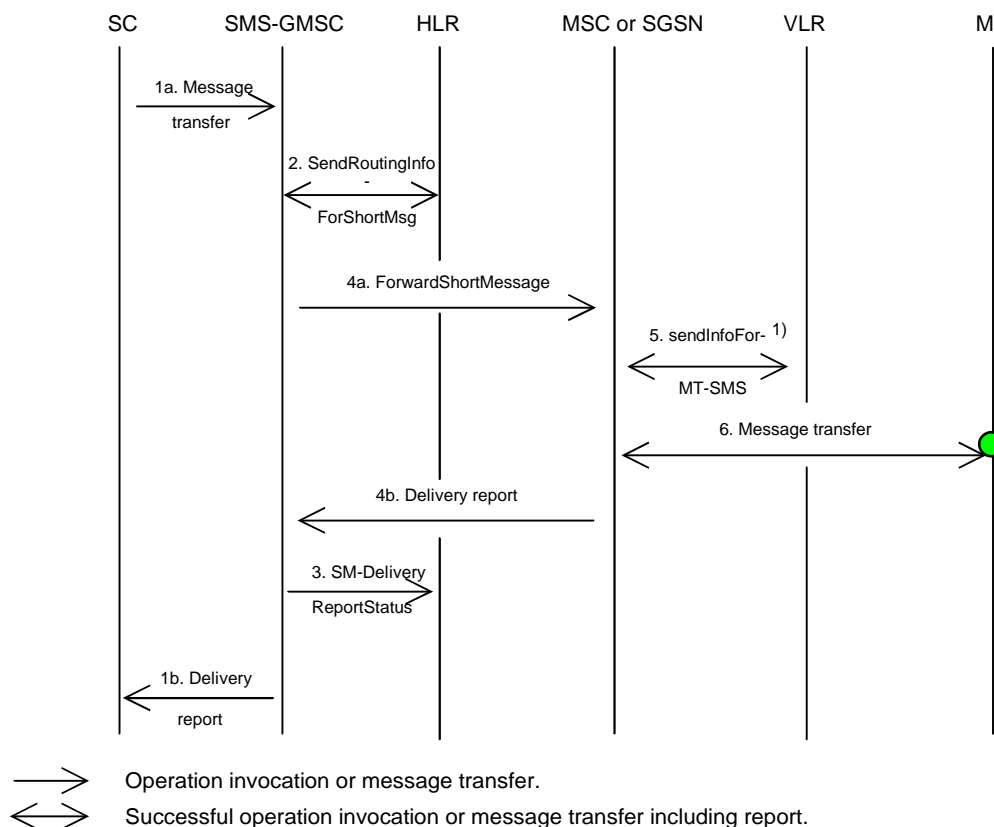 SC SMS-GMSC HLR MSC or SGSN VLR M
1a. Message
transfer
2. SendRoutingInfo
-
ForShortMsg
4a. ForwardShortMessage
5. sendInfoFor- 1)
MT-SMS
6. Message transfer
4b. Delivery report
3. SM-Delivery
ReportStatus
1b. Delivery
report
Operation invocation or message transfer.
Successful operation invocation or message transfer including report.